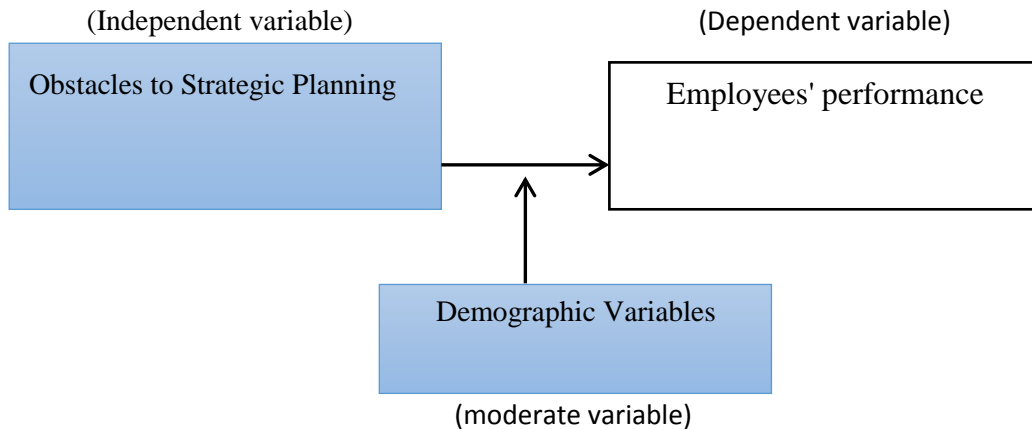 (Independent variable)
(Dependent variable)
Obstacles to Strategic Planning
Employees' performance
Demographic Variables
(moderate variable)